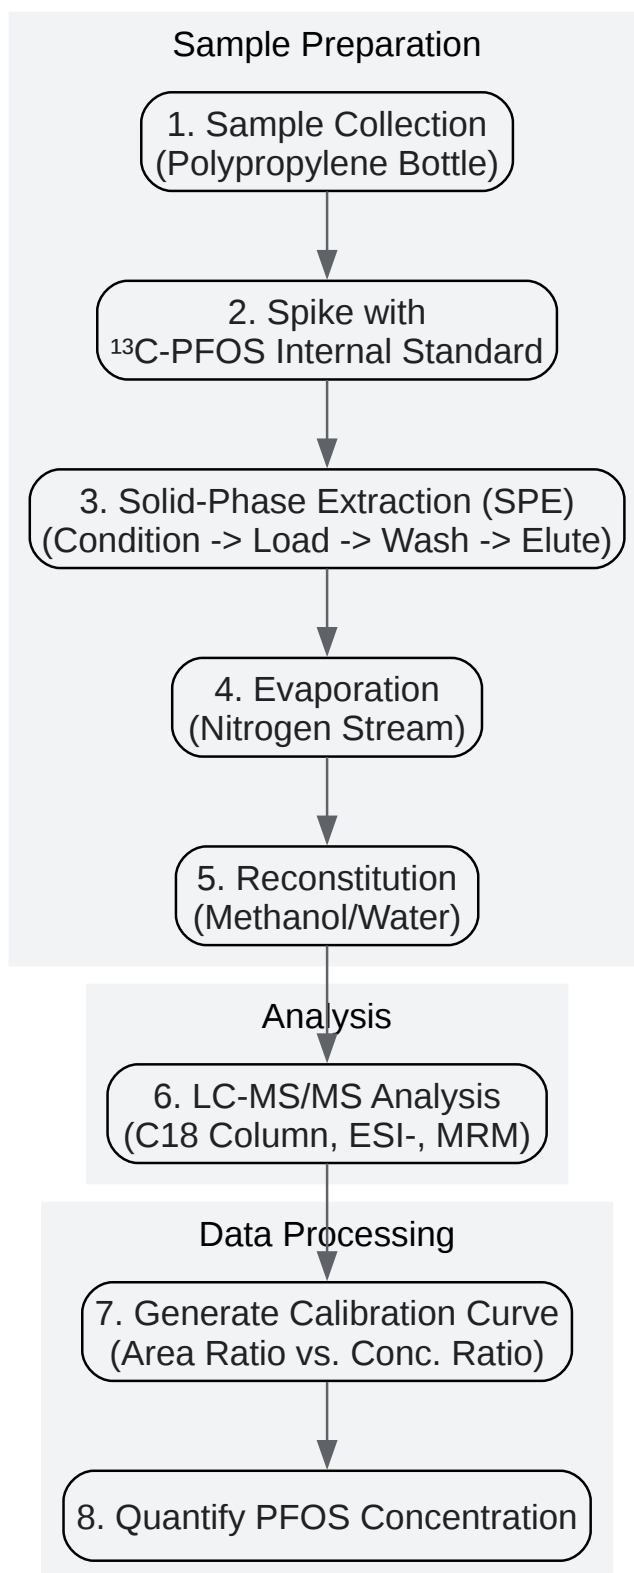 Sample Preparation
1. Sample Collection
(Polypropylene Bottle)
2. Spike with
¹³C-PFOS Internal Standard
3. Solid-Phase Extraction (SPE)
(Condition -> Load -> Wash -> Elute)
4. Evaporation
(Nitrogen Stream)
5. Reconstitution
(Methanol/Water)
Analysis
6. LC-MS/MS Analysis
(C18 Column, ESI-, MRM)
Data Processing
7. Generate Calibration Curve
(Area Ratio vs. Conc. Ratio)
8. Quantify PFOS Concentration